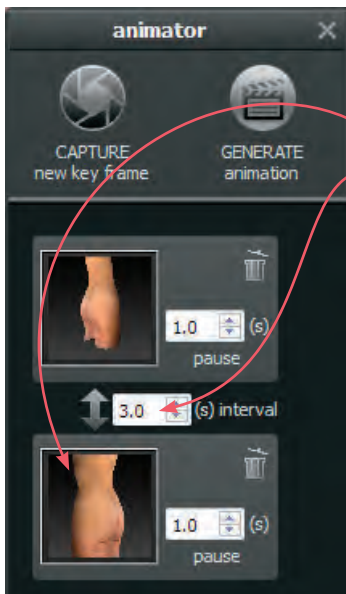 animator
CAPTURE
new key frame
GENERATE
animation
1.0 (s)
pause
3.0 (s) interval
1.0 (s)
pause